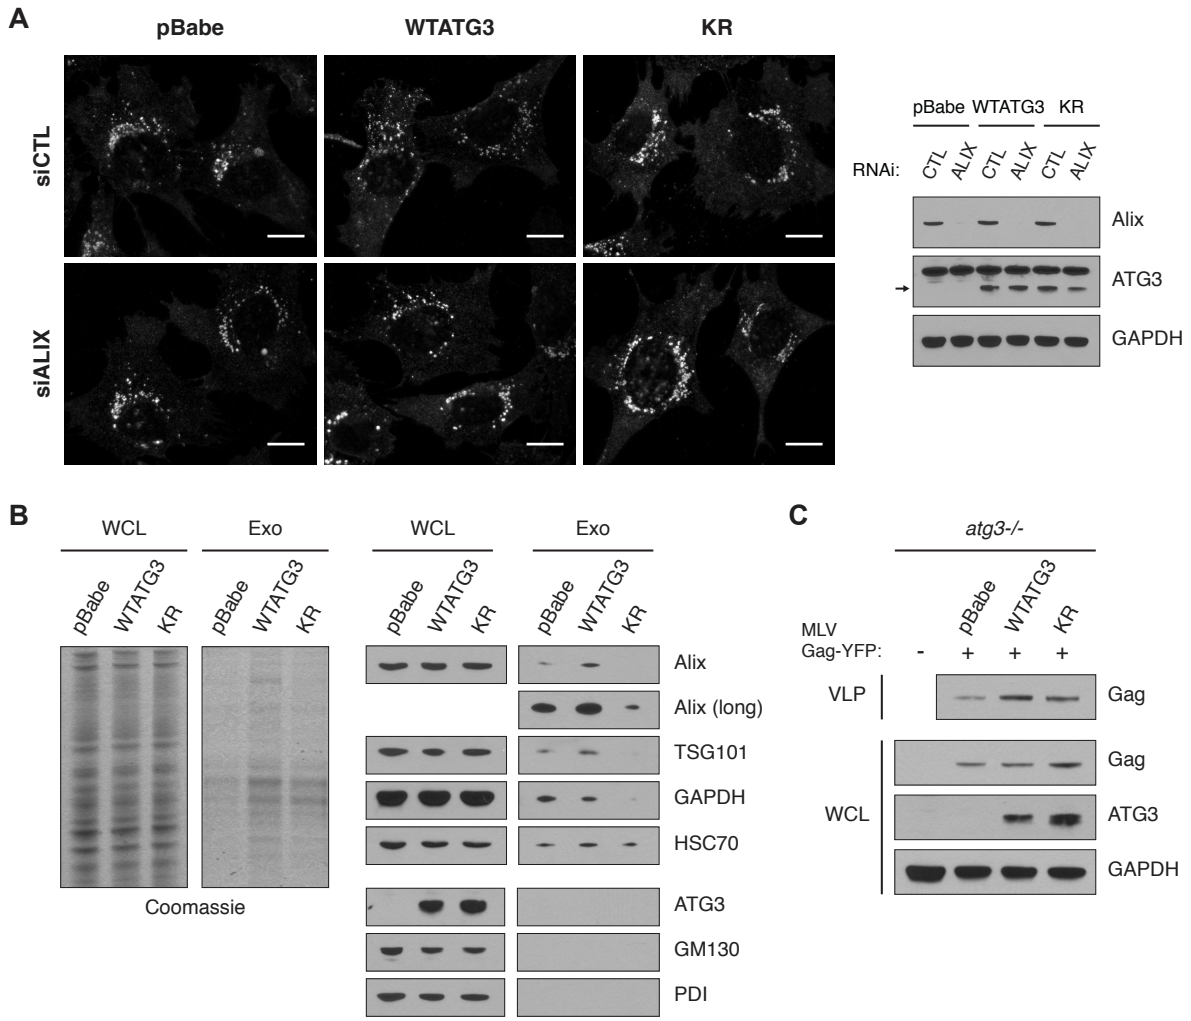 A
pBabe WTATG3 KR
siCTL
siALIX
pBabe WTATG3 KR
RNAi: CTL ALIX CTL ALIX CTL ALIX
Alix
ATG3
GAPDH
B
WCL Exo WCL Exo
pBabe WTATG3 KR pBabe WTATG3 KR pBabe WTATG3 KR pBabe WTATG3 KR
Alix
Alix (long)
TSG101
GAPDH
HSC70
ATG3
GM130
PDI
Coomassie
C
atg3-/-
pBabe WTATG3 KR
MLV
Gag-YFP: - + + +
VLP Gag
WCL
Gag
ATG3
GAPDH